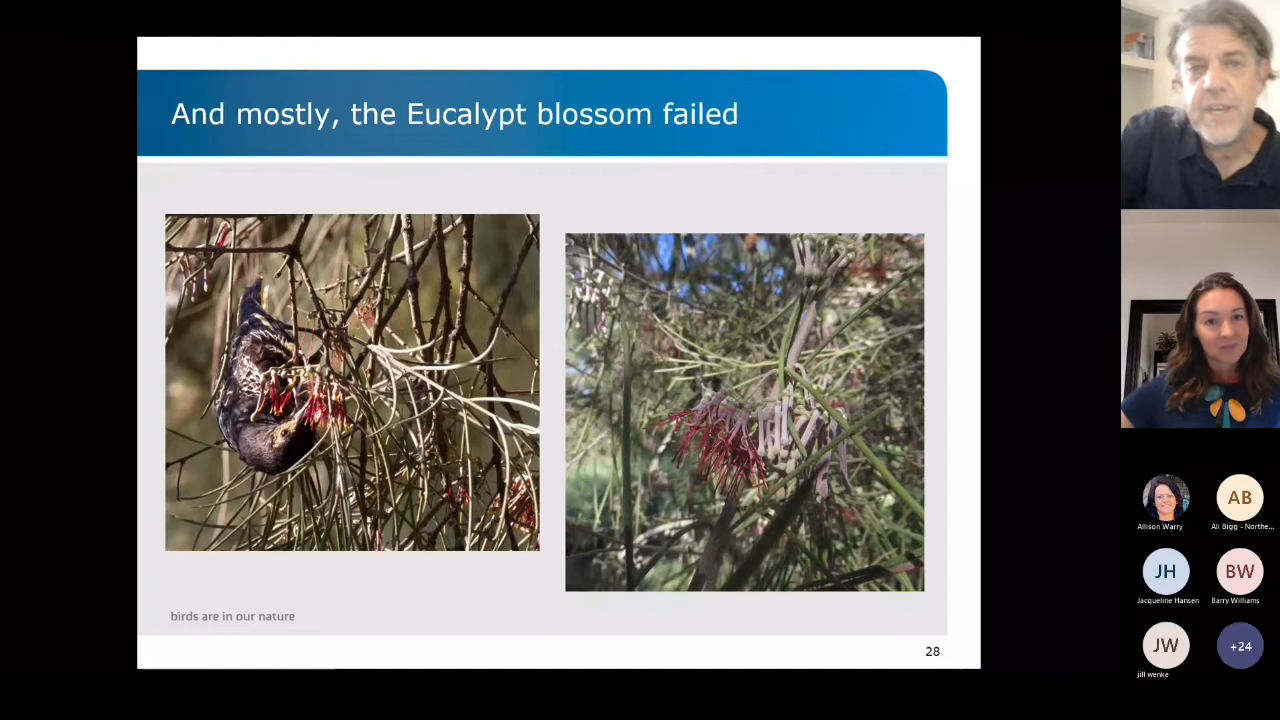 And mostly, the Eucalypt blossom failed
birds are in our nature
28
Allison Warry
AB
Ali Bigg - Northe...
JH
Jacqueline Hansen
BW
Barry Williams
JW
jill wenke
+24